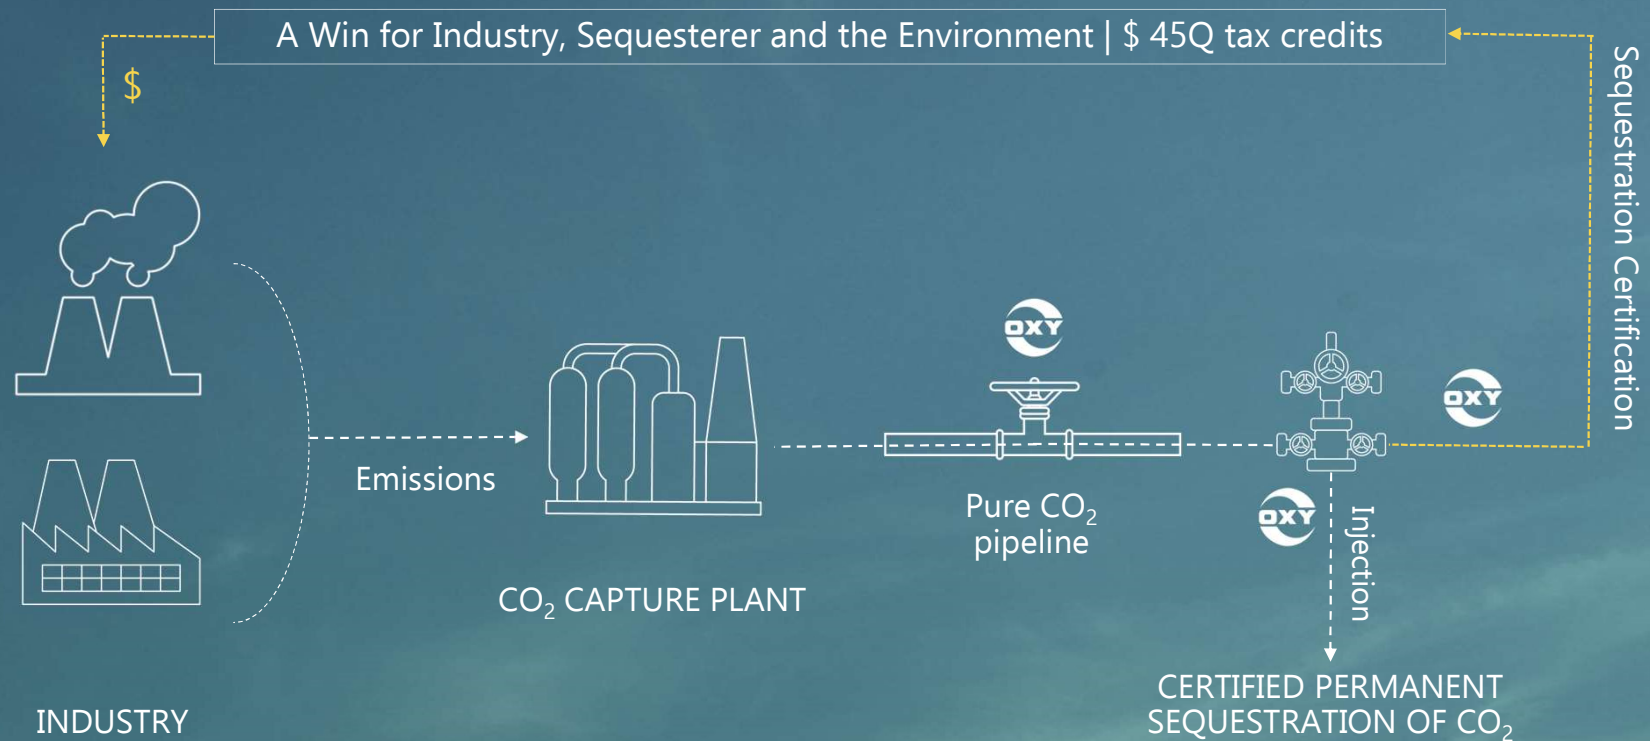 A Win for Industry, Sequesterer and the Environment | $ 45Q tax credits
$
Sequestration Certification
OXY
OXY
Emissions
Pure CO₂
pipeline
OXY
Injection
CO₂ CAPTURE PLANT
CERTIFIED PERMANENT
SEQUESTRATION OF CO₂
INDUSTRY